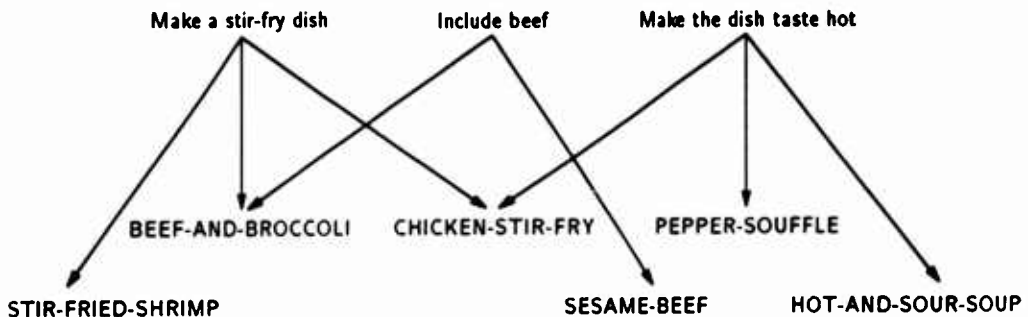 Make a stir-fry dish Include beef Make the dish taste hot
BEEF-AND-BROCCOLI CHICKEN-STIR-FRY PEPPER-SOUFFLE
STIR-FRIED-SHRIMP SESAME-BEEF HOT-AND-SOUR-SOUP